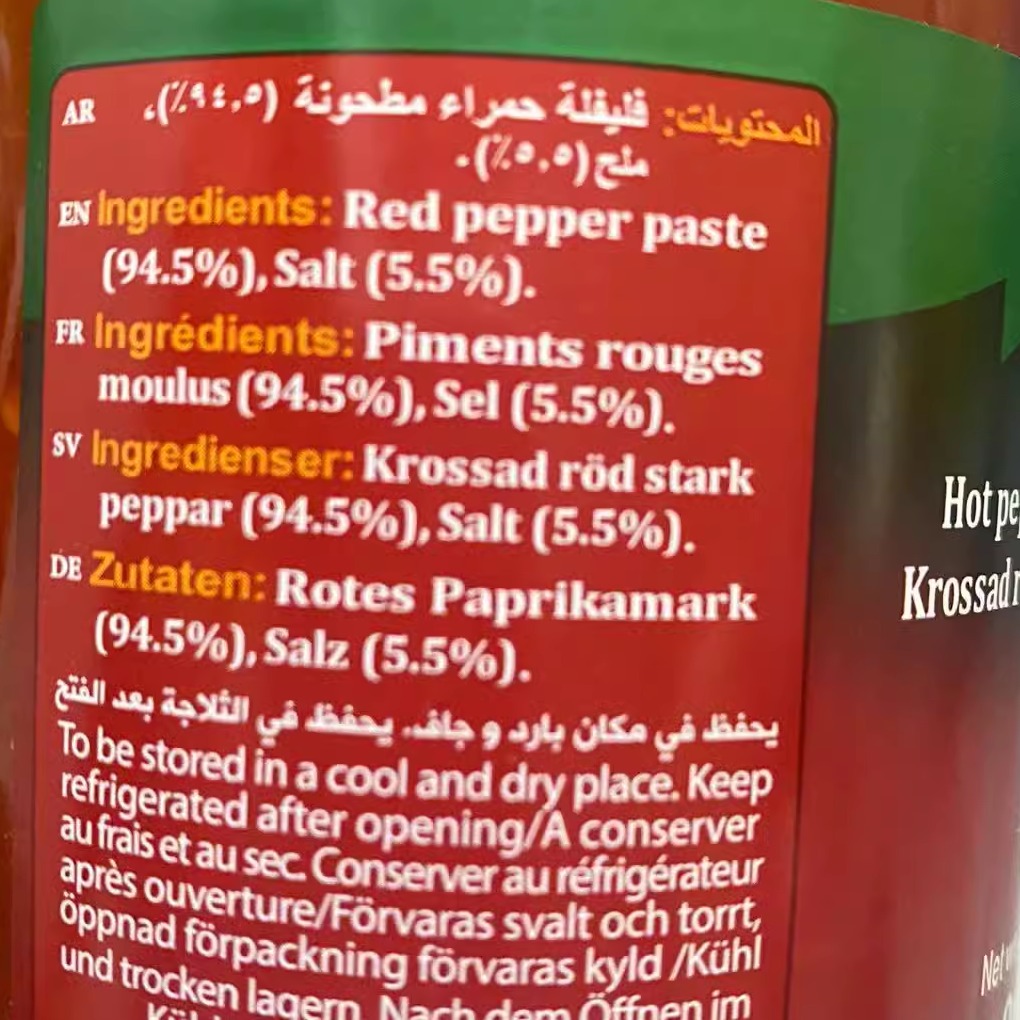 AR المحتويات: فليفلة حمراء مطحونة (٩٤,٥٪)،
ملح (٥,٥٪).
EN Ingredients: Red pepper paste
(94.5%), Salt (5.5%).
FR Ingrédients: Piments rouges
moulus (94.5%), Sel (5.5%).
SV Ingredienser: Krossad röd stark
peppar (94.5%), Salt (5.5%).
DE Zutaten: Rotes Paprikamark
(94.5%), Salz (5.5%).
يحفظ في مكان بارد و جاف. يحفظ في الثلاجة بعد الفتح
To be stored in a cool and dry place. Keep
refrigerated after opening/A conserver
au frais et au sec. Conserver au réfrigérateur
après ouverture/Förvaras svalt och torrt,
öppnad förpackning förvaras kyld /Kühl
und trocken lagern. Nach dem Öffnen im
Hot pe
Krossad r
Net